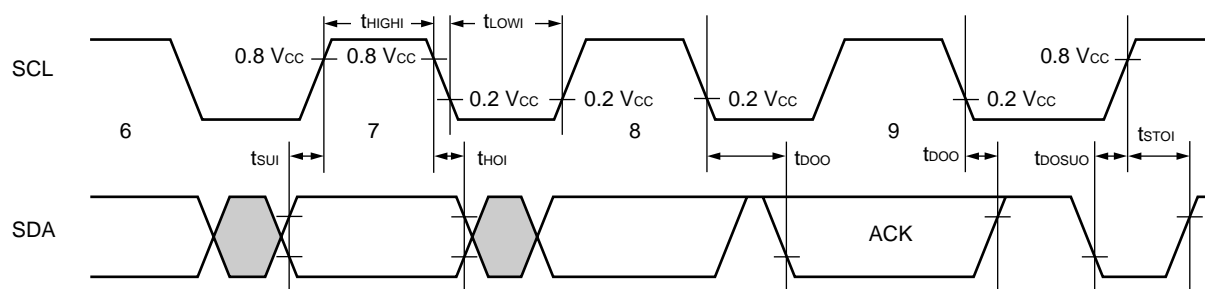 tHIGHI tLOWI
SCL 0.8 VCC 0.8 VCC 0.2 VCC 0.2 VCC 0.2 VCC 0.2 VCC 0.8 VCC
6 7 8 9
tSUI tHOI tDOO tDOO tDOSUO tSTOI
SDA ACK